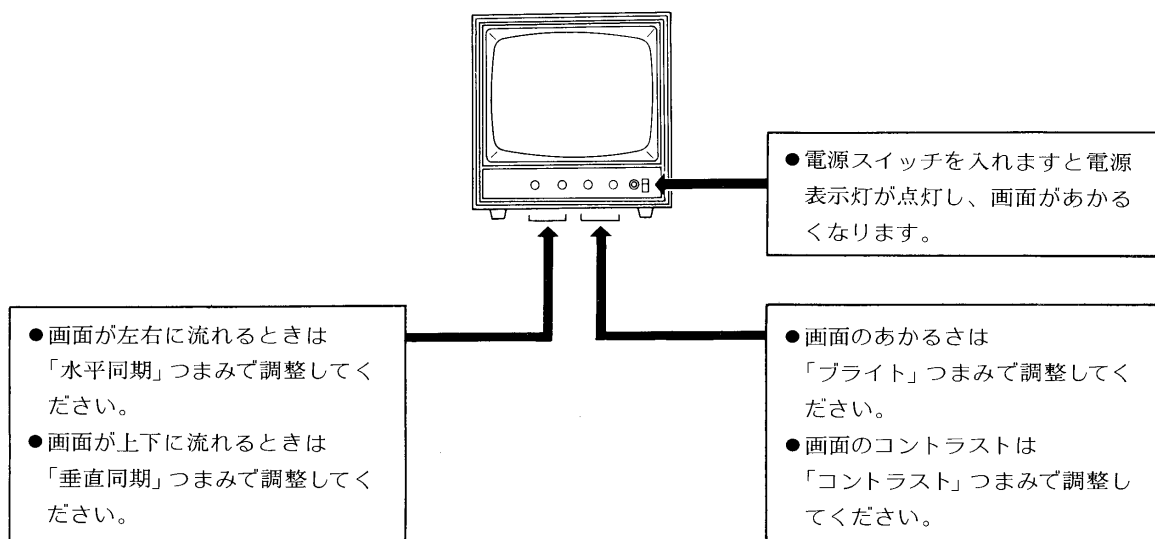 ●電源スイッチを入れますと電源
表示灯が点灯し、画面があかる
くなります。
●画面が左右に流れるときは
「水平同期」つまみで調整してく
ださい。
●画面が上下に流れるときは
「垂直同期」つまみで調整してく
ださい。
●画面のあかるさは
「ブライト」つまみで調整してく
ださい。
●画面のコントラストは
「コントラスト」つまみで調整し
てください。